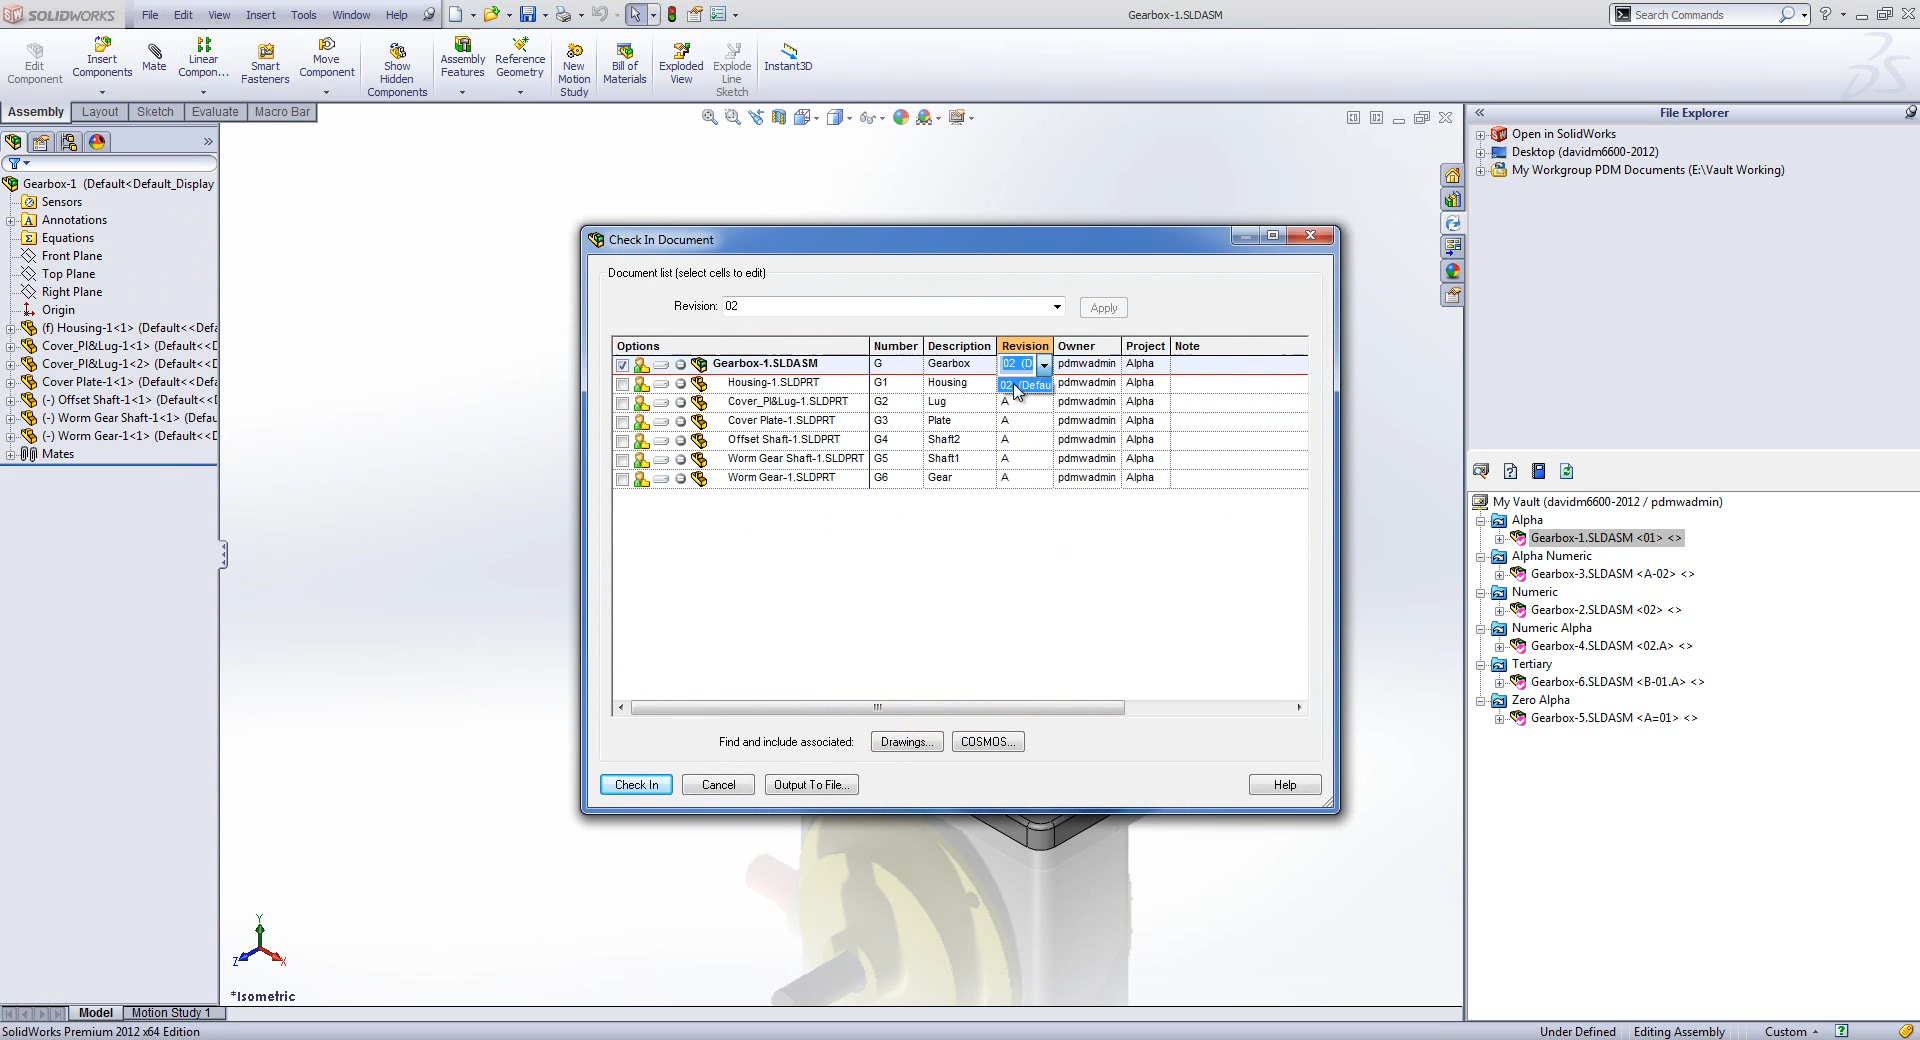 SOLIDWORKS File Edit View Insert Tools Window Help Gearbox-1.SLDASM Search Commands
Edit Component
Insert Components
Mate
Linear Compon...
Smart Fasteners
Move Component
Show Hidden Components
Assembly Features
Reference Geometry
New Motion Study
Bill of Materials
Exploded View
Explode Line Sketch
Instant3D
Assembly Layout Sketch Evaluate Macro Bar
Gearbox-1 (Default<Default_Display
Sensors
Annotations
Equations
Front Plane
Top Plane
Right Plane
Origin
(f) Housing-1<1> (Default<<Defa
Cover_Pl&Lug-1<1> (Default<<D
Cover_Pl&Lug-1<2> (Default<<D
Cover Plate-1<1> (Default<<Def
(-) Offset Shaft-1<1> (Default<<
(-) Worm Gear Shaft-1<1> (Defa
(-) Worm Gear-1<1> (Default<<D
Mates
Check In Document
Document list (select cells to edit)
Revision: 02 Apply
Options Number Description Revision Owner Project Note
Gearbox-1.SLDASM G Gearbox 02 (D pdmwadmin Alpha
Housing-1.SLDPRT G1 Housing 02 (Defau pdmwadmin Alpha
Cover_Pl&Lug-1.SLDPRT G2 Lug A pdmwadmin Alpha
Cover Plate-1.SLDPRT G3 Plate A pdmwadmin Alpha
Offset Shaft-1.SLDPRT G4 Shaft2 A pdmwadmin Alpha
Worm Gear Shaft-1.SLDPRT G5 Shaft1 A pdmwadmin Alpha
Worm Gear-1.SLDPRT G6 Gear A pdmwadmin Alpha
Find and include associated: Drawings... COSMOS...
Check In Cancel Output To File... Help
File Explorer
Open in SolidWorks
Desktop (davidm6600-2012)
My Workgroup PDM Documents (E:\Vault Working)
My Vault (davidm6600-2012 / pdmwadmin)
Alpha
Gearbox-1.SLDASM <01> <>
Alpha Numeric
Gearbox-3.SLDASM <A-02> <>
Numeric
Gearbox-2.SLDASM <02> <>
Numeric Alpha
Gearbox-4.SLDASM <02.A> <>
Tertiary
Gearbox-6.SLDASM <B-01.A> <>
Zero Alpha
Gearbox-5.SLDASM <A=01> <>
Y
Z X
*Isometric
Model Motion Study 1
SolidWorks Premium 2012 x64 Edition Under Defined Editing Assembly Custom